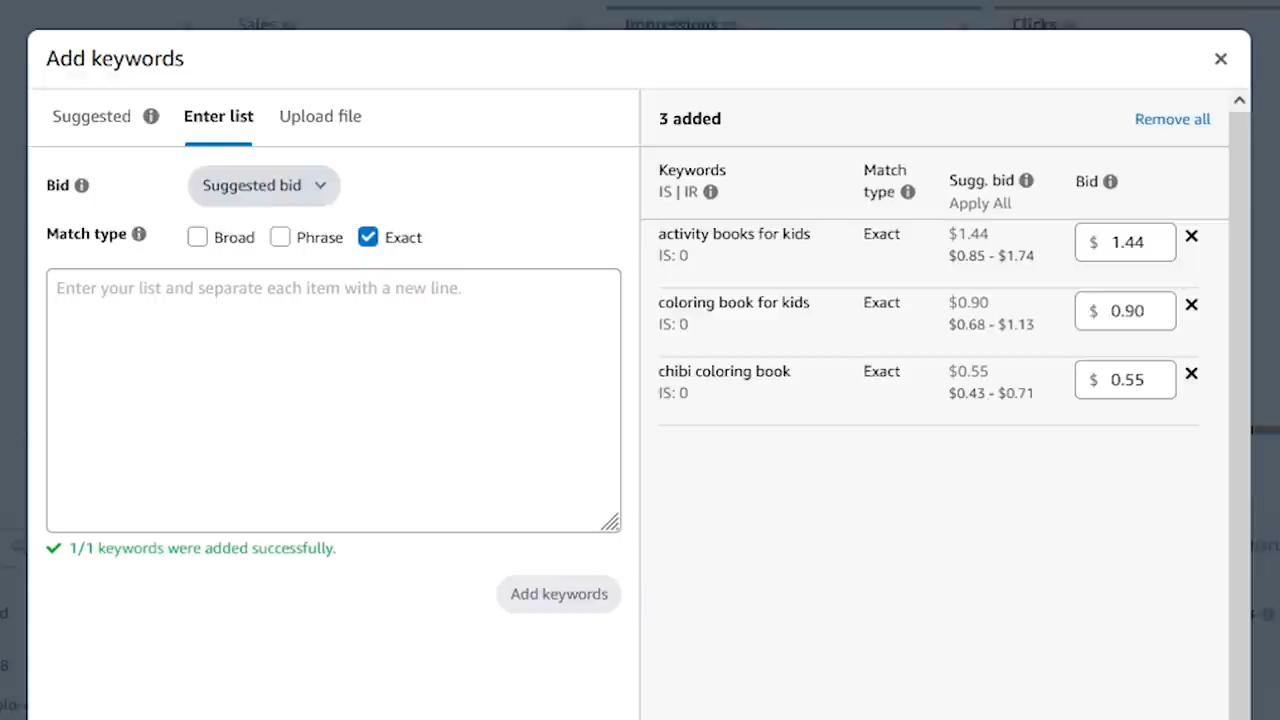 Sales
Impressions
Clicks
Add keywords
Suggested
Enter list
Upload file
Bid
Suggested bid
Match type
Broad
Phrase
Exact
Enter your list and separate each item with a new line.
1/1 keywords were added successfully.
Add keywords
3 added
Remove all
Keywords
IS | IR
Match
type
Sugg. bid
Apply All
Bid
activity books for kids
IS: 0
Exact
$1.44
$0.85 - $1.74
$ 1.44
coloring book for kids
IS: 0
Exact
$0.90
$0.68 - $1.13
$ 0.90
chibi coloring book
IS: 0
Exact
$0.55
$0.43 - $0.71
$ 0.55